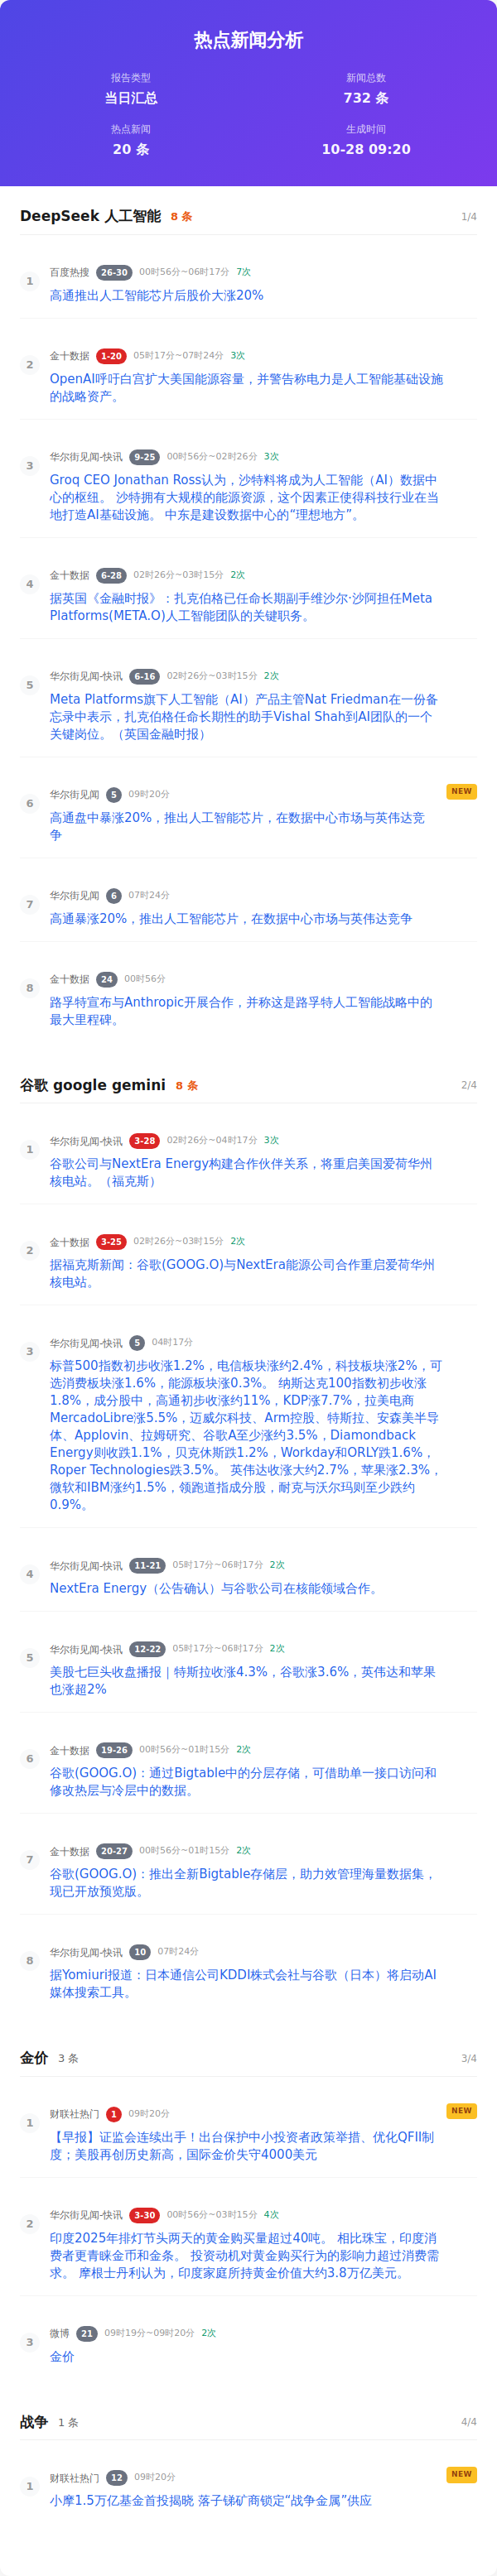 热点新闻分析
报告类型
新闻总数
当日汇总
732 条
热点新闻
生成时间
20 条
10-28 09:20
DeepSeek 人工智能 8 条 1/4
1 百度热搜 26-30 00时56分~06时17分 7次
高通推出人工智能芯片后股价大涨20%
2 金十数据 1-20 05时17分~07时24分 3次
OpenAI呼吁白宫扩大美国能源容量，并警告称电力是人工智能基础设施
的战略资产。
3 华尔街见闻-快讯 9-25 00时56分~02时26分 3次
Groq CEO Jonathan Ross认为，沙特料将成为人工智能（AI）数据中
心的枢纽。 沙特拥有大规模的能源资源，这个因素正使得科技行业在当
地打造AI基础设施。 中东是建设数据中心的“理想地方”。
4 金十数据 6-28 02时26分~03时15分 2次
据英国《金融时报》：扎克伯格已任命长期副手维沙尔·沙阿担任Meta
Platforms(META.O)人工智能团队的关键职务。
5 华尔街见闻-快讯 6-16 02时26分~03时15分 2次
Meta Platforms旗下人工智能（AI）产品主管Nat Friedman在一份备
忘录中表示，扎克伯格任命长期性的助手Vishal Shah到AI团队的一个
关键岗位。（英国金融时报）
6 华尔街见闻 5 09时20分 NEW
高通盘中暴涨20%，推出人工智能芯片，在数据中心市场与英伟达竞
争
7 华尔街见闻 6 07时24分
高通暴涨20%，推出人工智能芯片，在数据中心市场与英伟达竞争
8 金十数据 24 00时56分
路孚特宣布与Anthropic开展合作，并称这是路孚特人工智能战略中的
最大里程碑。
谷歌 google gemini 8 条 2/4
1 华尔街见闻-快讯 3-28 02时26分~04时17分 3次
谷歌公司与NextEra Energy构建合作伙伴关系，将重启美国爱荷华州
核电站。（福克斯）
2 金十数据 3-25 02时26分~03时15分 2次
据福克斯新闻：谷歌(GOOG.O)与NextEra能源公司合作重启爱荷华州
核电站。
3 华尔街见闻-快讯 5 04时17分
标普500指数初步收涨1.2%，电信板块涨约2.4%，科技板块涨2%，可
选消费板块涨1.6%，能源板块涨0.3%。 纳斯达克100指数初步收涨
1.8%，成分股中，高通初步收涨约11%，KDP涨7.7%，拉美电商
MercadoLibre涨5.5%，迈威尔科技、Arm控股、特斯拉、安森美半导
体、Applovin、拉姆研究、谷歌A至少涨约3.5%，Diamondback
Energy则收跌1.1%，贝克休斯跌1.2%，Workday和ORLY跌1.6%，
Roper Technologies跌3.5%。 英伟达收涨大约2.7%，苹果涨2.3%，
微软和IBM涨约1.5%，领跑道指成分股，耐克与沃尔玛则至少跌约
0.9%。
4 华尔街见闻-快讯 11-21 05时17分~06时17分 2次
NextEra Energy（公告确认）与谷歌公司在核能领域合作。
5 华尔街见闻-快讯 12-22 05时17分~06时17分 2次
美股七巨头收盘播报｜特斯拉收涨4.3%，谷歌涨3.6%，英伟达和苹果
也涨超2%
6 金十数据 19-26 00时56分~01时15分 2次
谷歌(GOOG.O)：通过Bigtable中的分层存储，可借助单一接口访问和
修改热层与冷层中的数据。
7 金十数据 20-27 00时56分~01时15分 2次
谷歌(GOOG.O)：推出全新Bigtable存储层，助力效管理海量数据集，
现已开放预览版。
8 华尔街见闻-快讯 10 07时24分
据Yomiuri报道：日本通信公司KDDI株式会社与谷歌（日本）将启动AI
媒体搜索工具。
金价 3 条 3/4
1 财联社热门 1 09时20分 NEW
【早报】证监会连续出手！出台保护中小投资者政策举措、优化QFII制
度；美股再创历史新高，国际金价失守4000美元
2 华尔街见闻-快讯 3-30 00时56分~03时15分 4次
印度2025年排灯节头两天的黄金购买量超过40吨。 相比珠宝，印度消
费者更青睐金币和金条。 投资动机对黄金购买行为的影响力超过消费需
求。 摩根士丹利认为，印度家庭所持黄金价值大约3.8万亿美元。
3 微博 21 09时19分~09时20分 2次
金价
战争 1 条 4/4
1 财联社热门 12 09时20分 NEW
小摩1.5万亿基金首投揭晓 落子锑矿商锁定“战争金属”供应